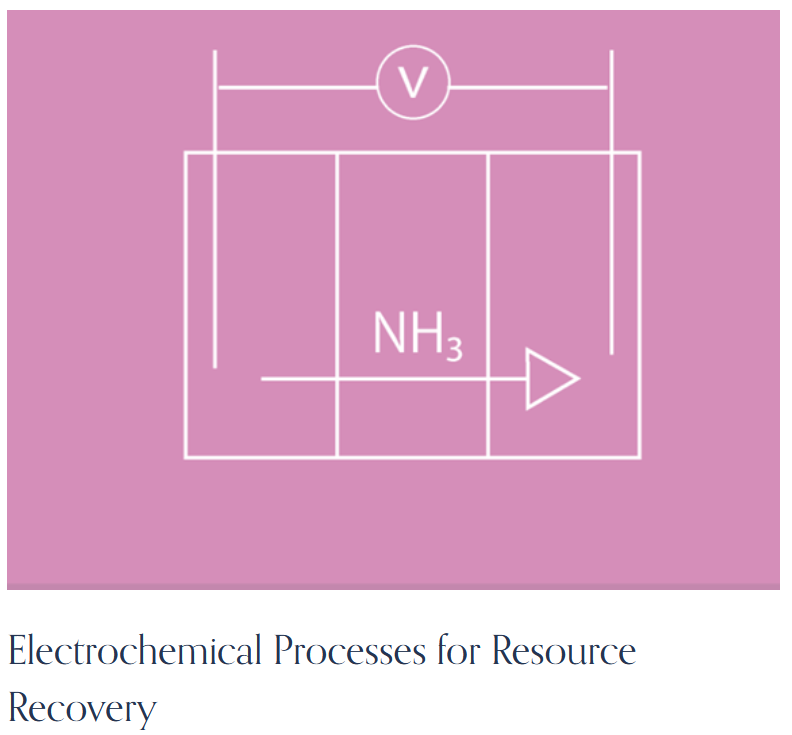 V
NH₃
Electrochemical Processes for Resource
Recovery